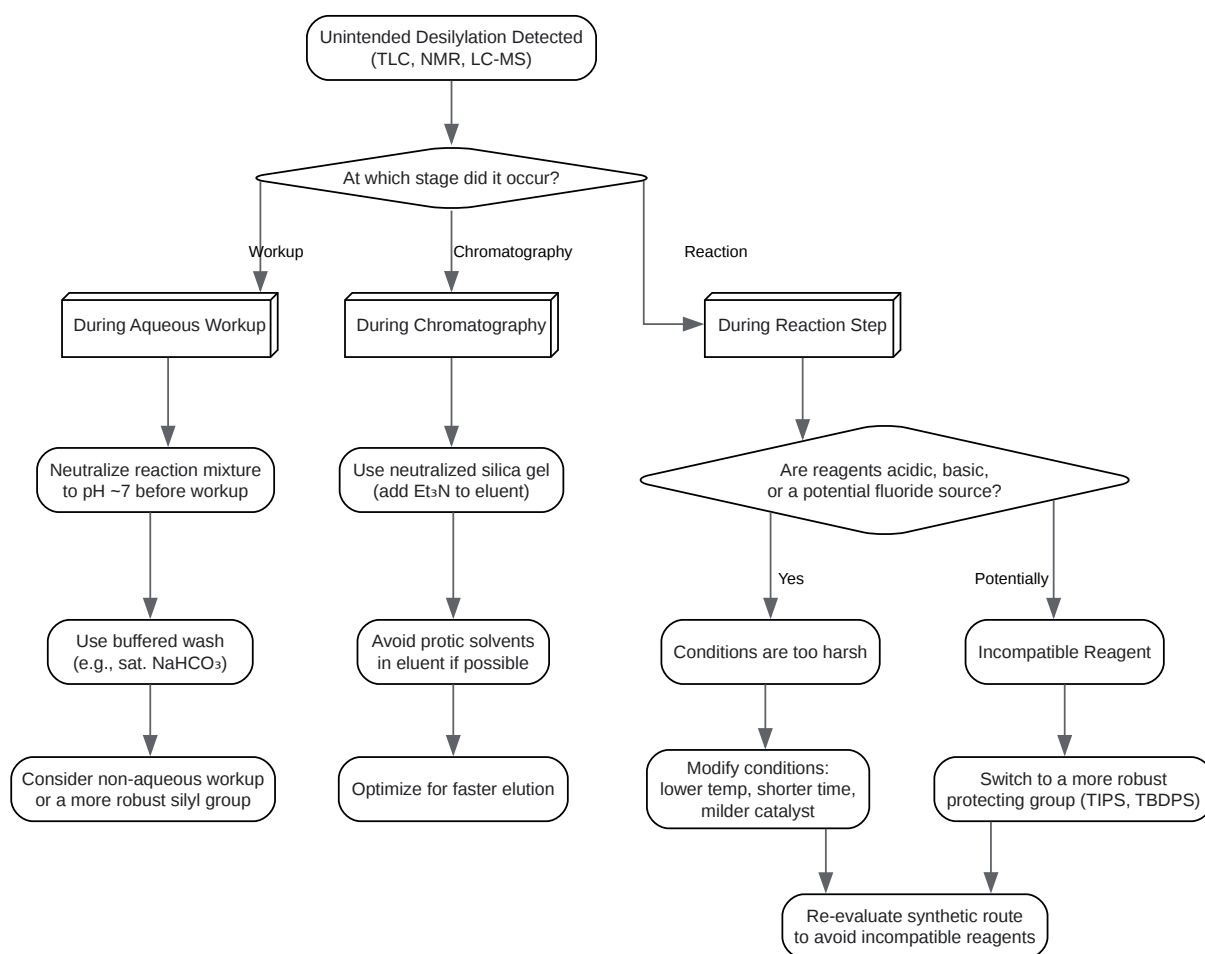 Unintended Desilylation Detected
(TLC, NMR, LC-MS)
At which stage did it occur?
Workup
Chromatography
Reaction
During Aqueous Workup
During Chromatography
During Reaction Step
Neutralize reaction mixture
to pH ~7 before workup
Use neutralized silica gel
(add Et₃N to eluent)
Are reagents acidic, basic,
or a potential fluoride source?
Yes
Potentially
Use buffered wash
(e.g., sat. NaHCO₃)
Avoid protic solvents
in eluent if possible
Conditions are too harsh
Incompatible Reagent
Consider non-aqueous workup
or a more robust silyl group
Optimize for faster elution
Modify conditions:
lower temp, shorter time,
milder catalyst
Switch to a more robust
protecting group (TIPS, TBDPS)
Re-evaluate synthetic route
to avoid incompatible reagents